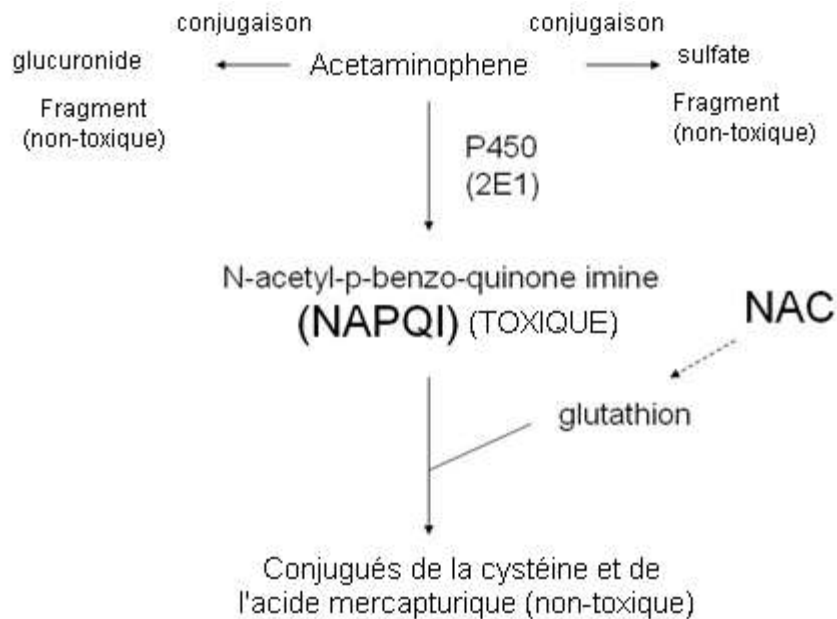 conjugaison
conjugaison
glucuronide
Acetaminophene
sulfate
Fragment
(non-toxique)
Fragment
(non-toxique)
P450
(2E1)
N-acetyl-p-benzo-quinone imine
(NAPQI) (TOXIQUE)
NAC
glutathion
Conjugués de la cystéine et de
l'acide mercapturique (non-toxique)